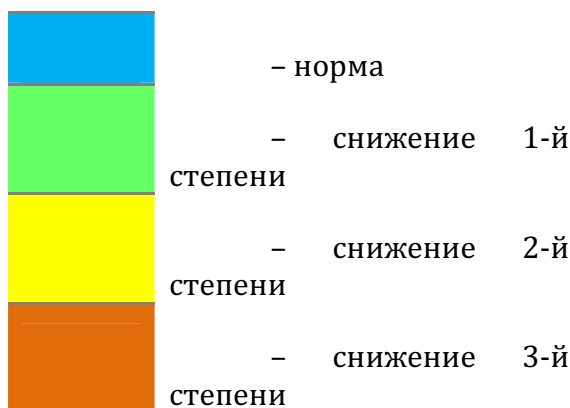 – норма
– снижение 1-й
степени
– снижение 2-й
степени
– снижение 3-й
степени